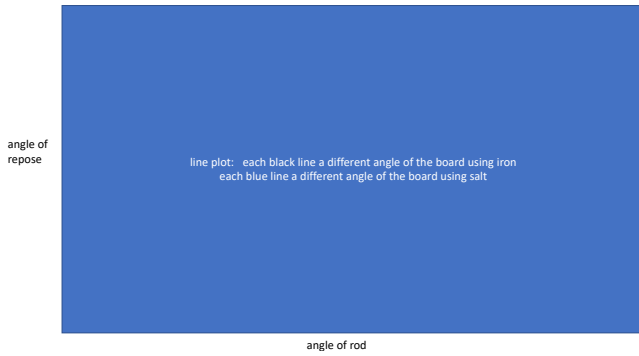 angle of
repose
line plot:   each black line a different angle of the board using iron
each blue line a different angle of the board using salt
angle of rod